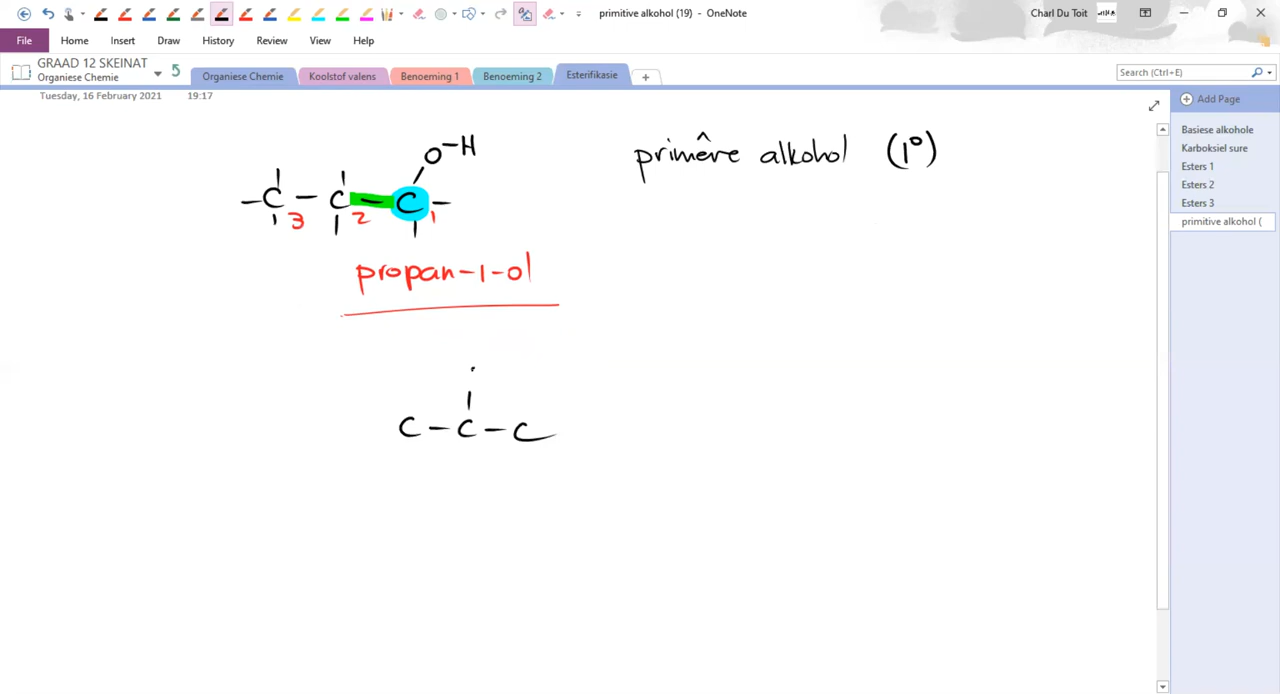 primitive alkohol (19) - OneNote
Charl Du Toit
File Home Insert Draw History Review View Help
GRAAD 12 SKEINAT
Organiese Chemie
Organiese Chemie Koolstof valens Benoeming 1 Benoeming 2 Esterifikasie +
Search (Ctrl+E)
Tuesday, 16 February 2021 19:17
Add Page
Basiese alkohole
Karboksiel sure
Esters 1
Esters 2
Esters 3
primitive alkohol (
O-H
primêre alkohol (1°)
C - C - C
3 2 1
propan-1-ol
C - C - C